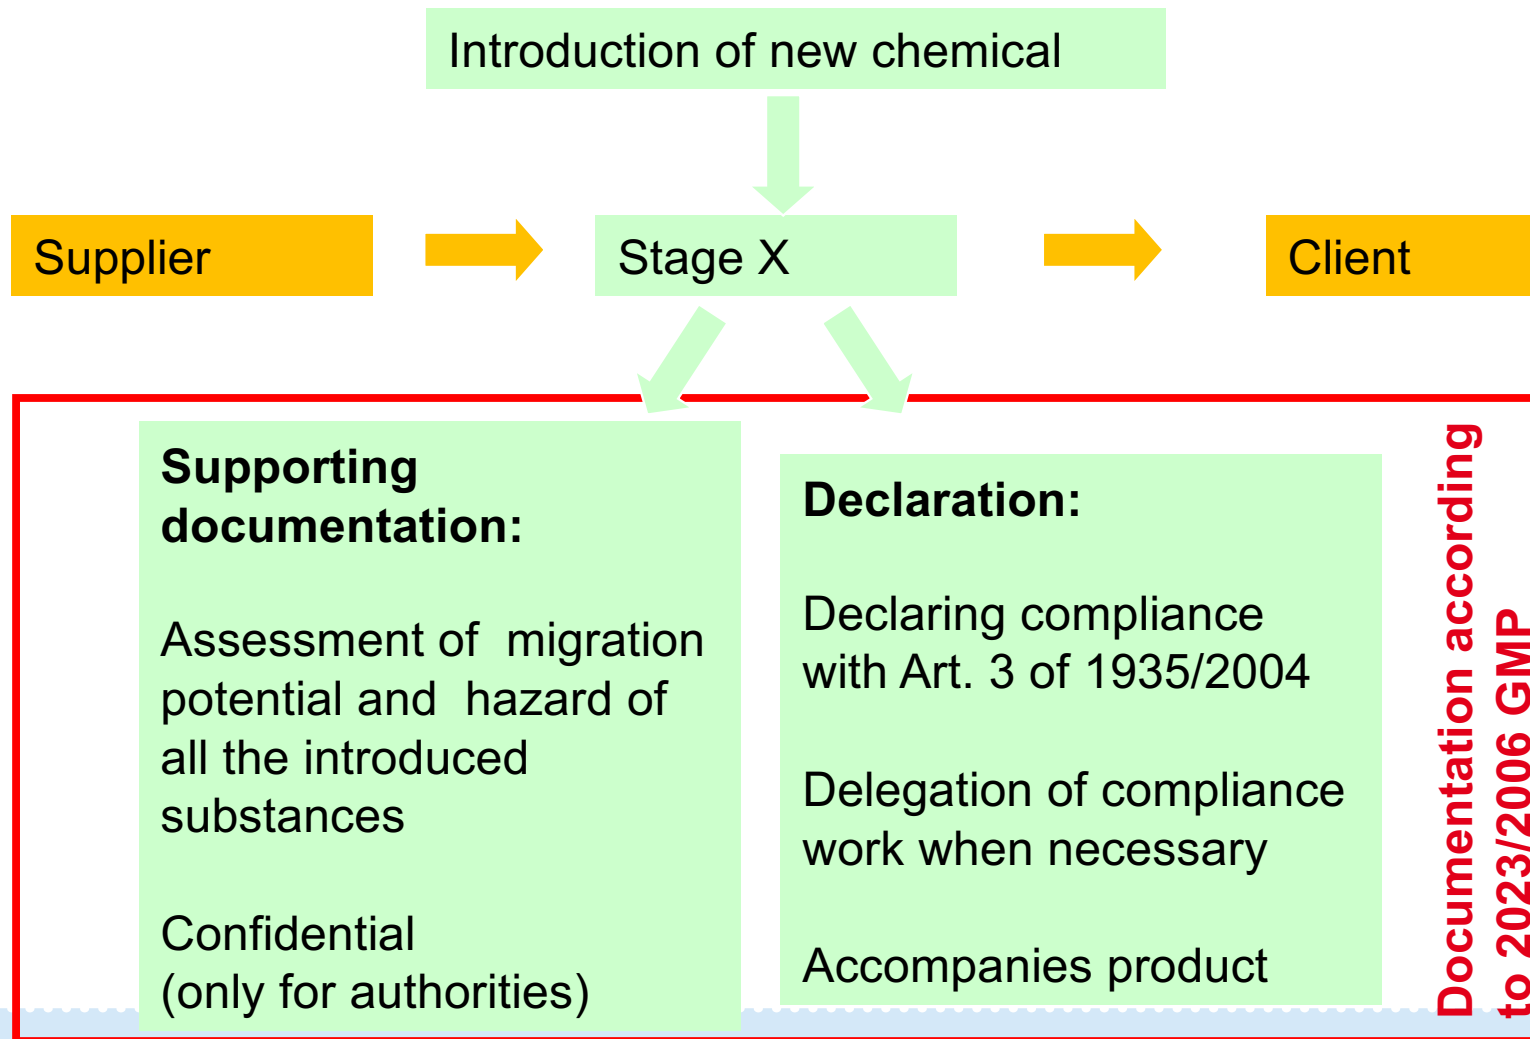 Introduction of new chemical
Supplier
Stage X
Client
Supporting
documentation:
Assessment of migration
potential and hazard of
all the introduced
substances
Confidential
(only for authorities)
Declaration:
Declaring compliance
with Art. 3 of 1935/2004
Delegation of compliance
work when necessary
Accompanies product
Documentation according
to 2023/2006 GMP